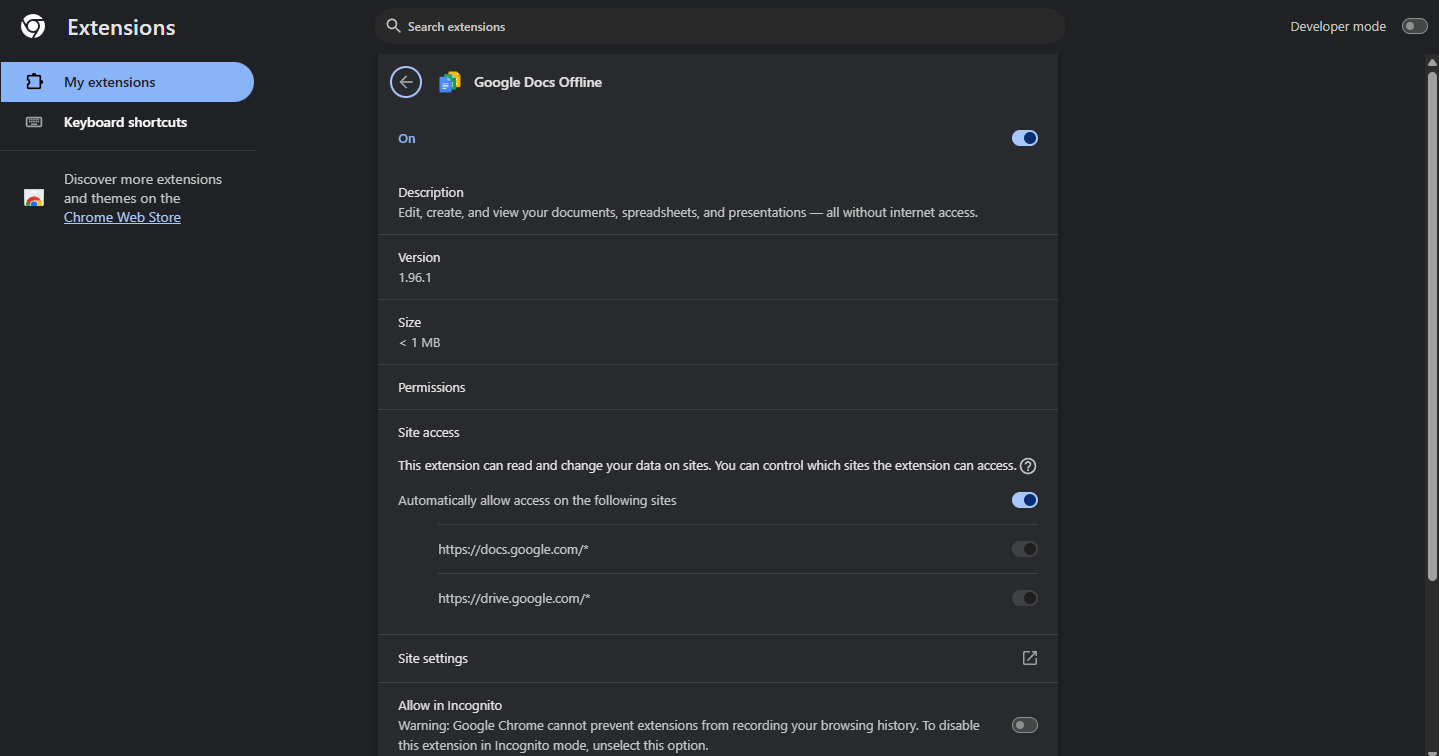 Extensions
Search extensions
Developer mode
My extensions
Keyboard shortcuts
Discover more extensions
and themes on the
Chrome Web Store
Google Docs Offline
On
Description
Edit, create, and view your documents, spreadsheets, and presentations — all without internet access.
Version
1.96.1
Size
< 1 MB
Permissions
Site access
This extension can read and change your data on sites. You can control which sites the extension can access.
Automatically allow access on the following sites
https://docs.google.com/*
https://drive.google.com/*
Site settings
Allow in Incognito
Warning: Google Chrome cannot prevent extensions from recording your browsing history. To disable
this extension in Incognito mode, unselect this option.